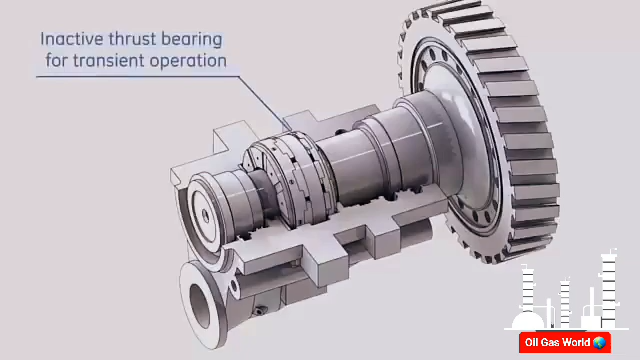 Inactive thrust bearing
for transient operation
Oil Gas World